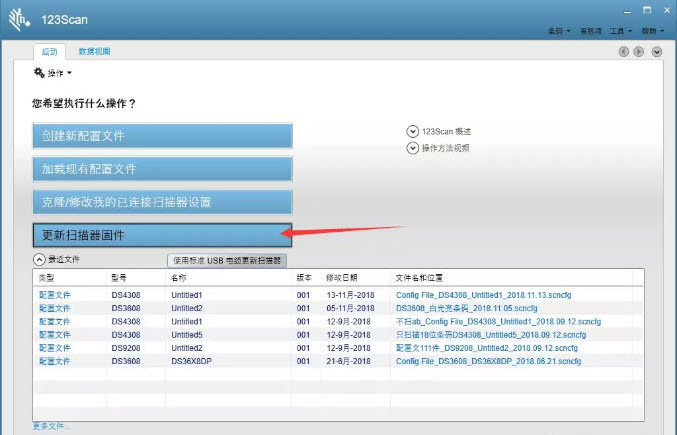 123Scan
条码 首选项 工具 帮助
启动 数据视图
操作
您希望执行什么操作？
创建新配置文件
123Scan 概述
操作方法视频
加载现有配置文件
克隆/修改我的已连接扫描器设置
更新扫描器固件
最近文件 使用标准 USB 电缆更新扫描器
类型 型号 名称 版本 修改日期 文件名和位置
配置文件 DS4308 Untitled1 001 13-11月-2018 Config File_DS4308_Untitled1_2018.11.13.scncfg
配置文件 DS3608 Untitled2 001 05-11月-2018 DS3608_白光亮条码_2018.11.05.scncfg
配置文件 DS4308 Untitled1 001 12-9月-2018 不扫ab_Config File_DS4308_Untitled1_2018.09.12.scncfg
配置文件 DS4308 Untitled5 001 12-9月-2018 只扫描18位条码DS4308_Untitled5_2018.09.12.scncfg
配置文件 DS9208 Untitled2 001 12-9月-2018 配置文111件_DS9208_Untitled2_2018.09.12.scncfg
配置文件 DS3608 DS36X8DP 001 21-6月-2018 Config File_DS3608_DS36X8DP_2018.06.21.scncfg
更多文件...